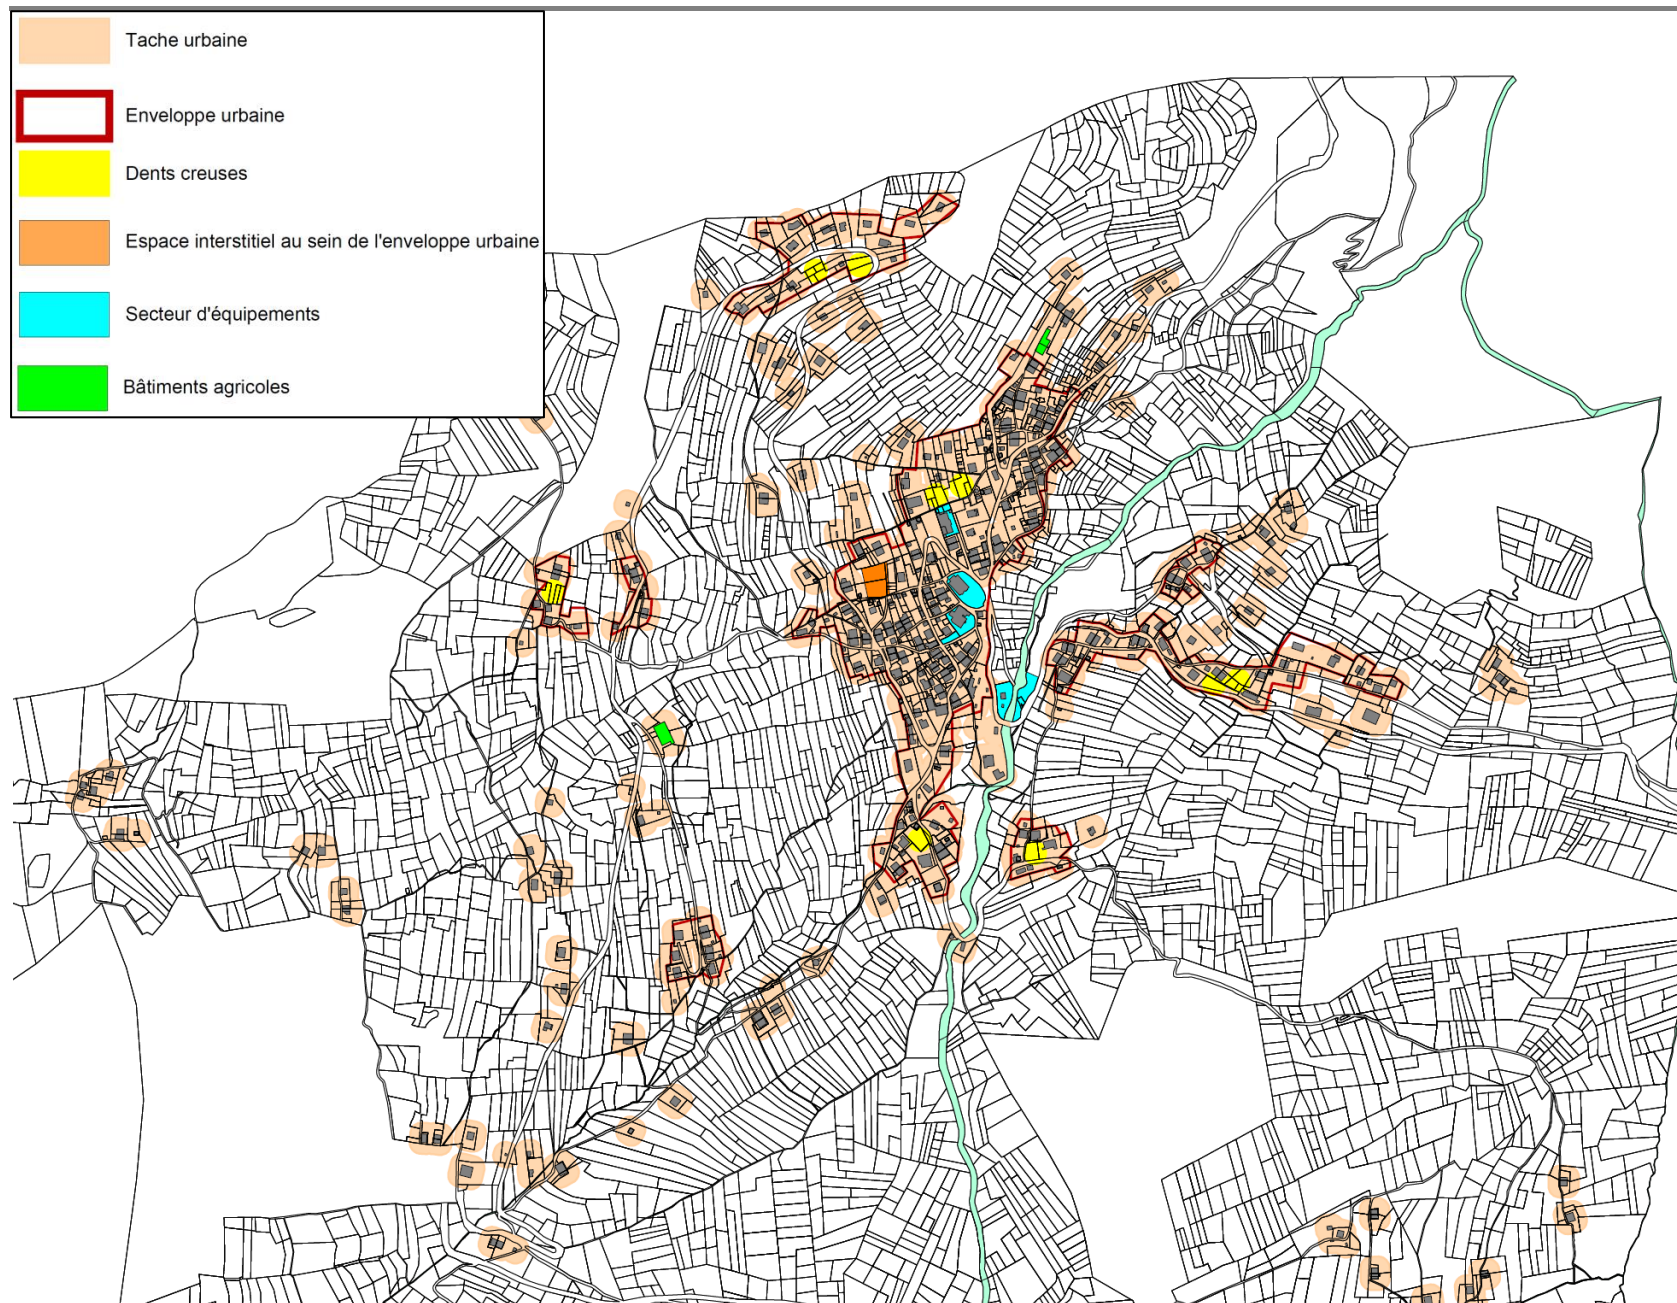 Tache urbaine
Enveloppe urbaine
Dents creuses
Espace interstitiel au sein de l'enveloppe urbaine
Secteur d'équipements
Bâtiments agricoles